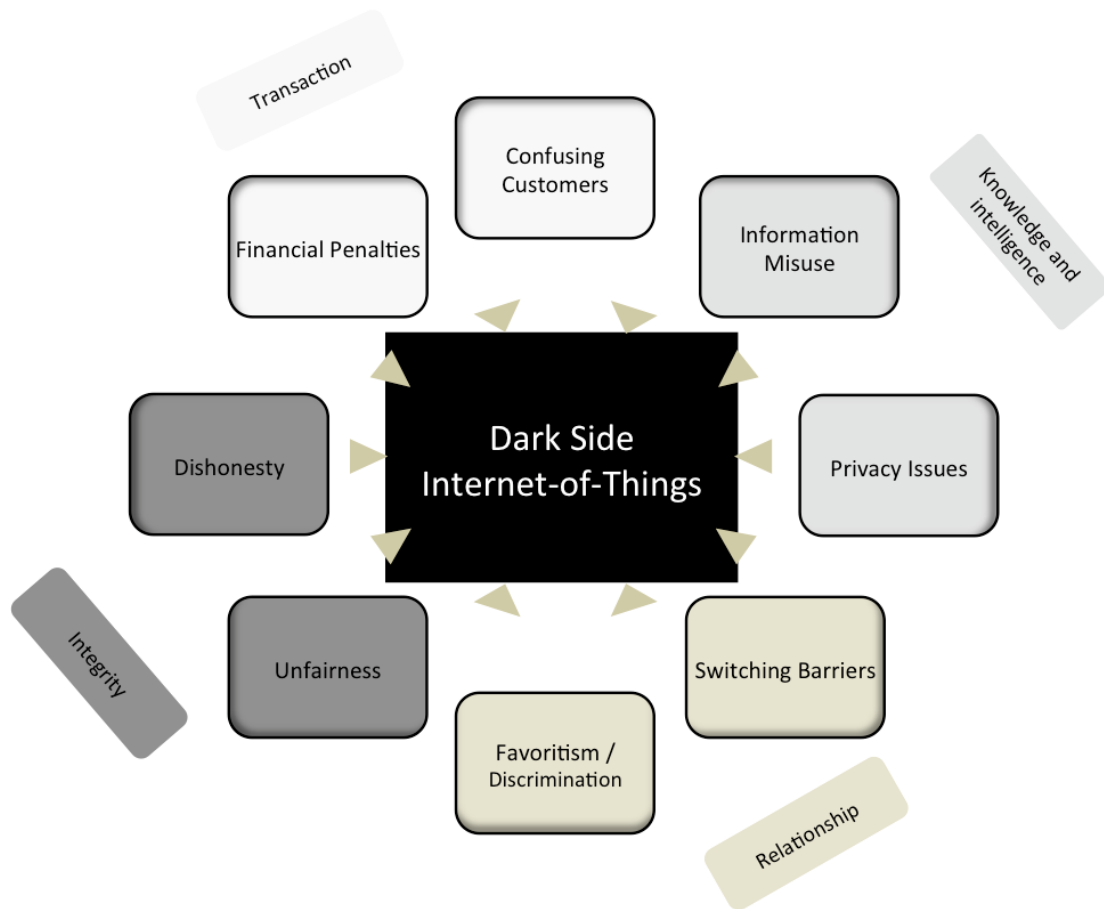 Transaction
Confusing
Customers
Knowledge and
intelligence
Financial Penalties
Information
Misuse
Dark Side
Internet-of-Things
Dishonesty
Privacy Issues
Integrity
Unfairness
Switching Barriers
Favoritism /
Discrimination
Relationship